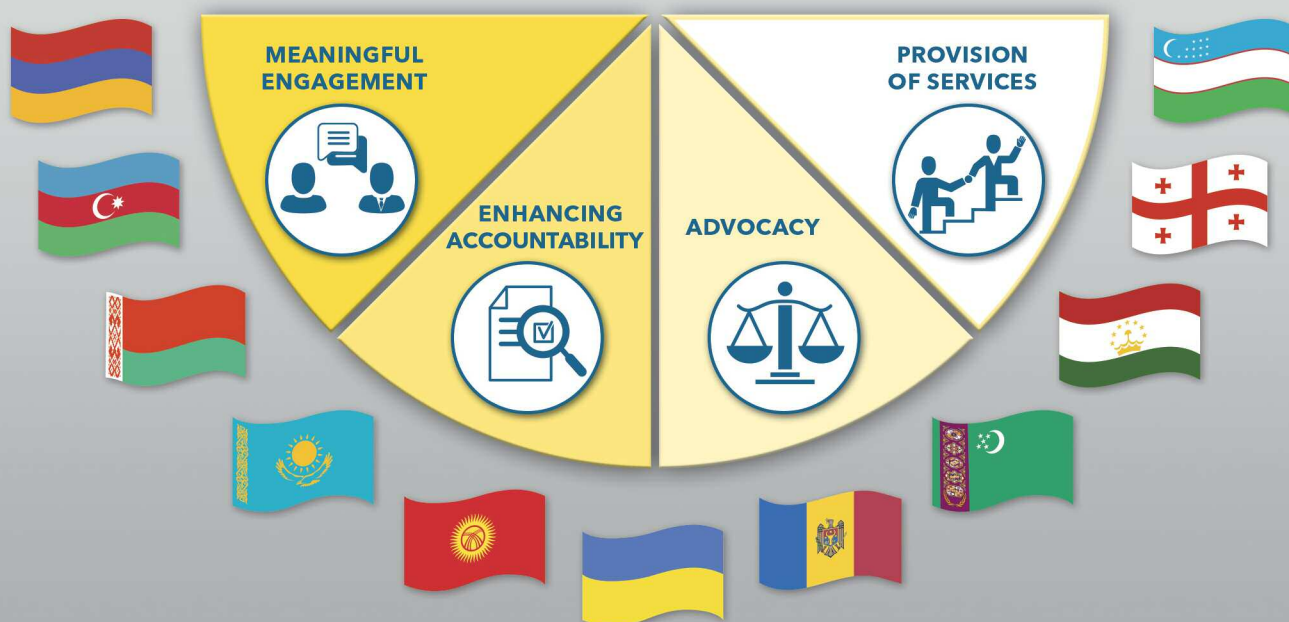 MEANINGFUL
ENGAGEMENT
PROVISION
OF SERVICES
ENHANCING
ACCOUNTABILITY
ADVOCACY